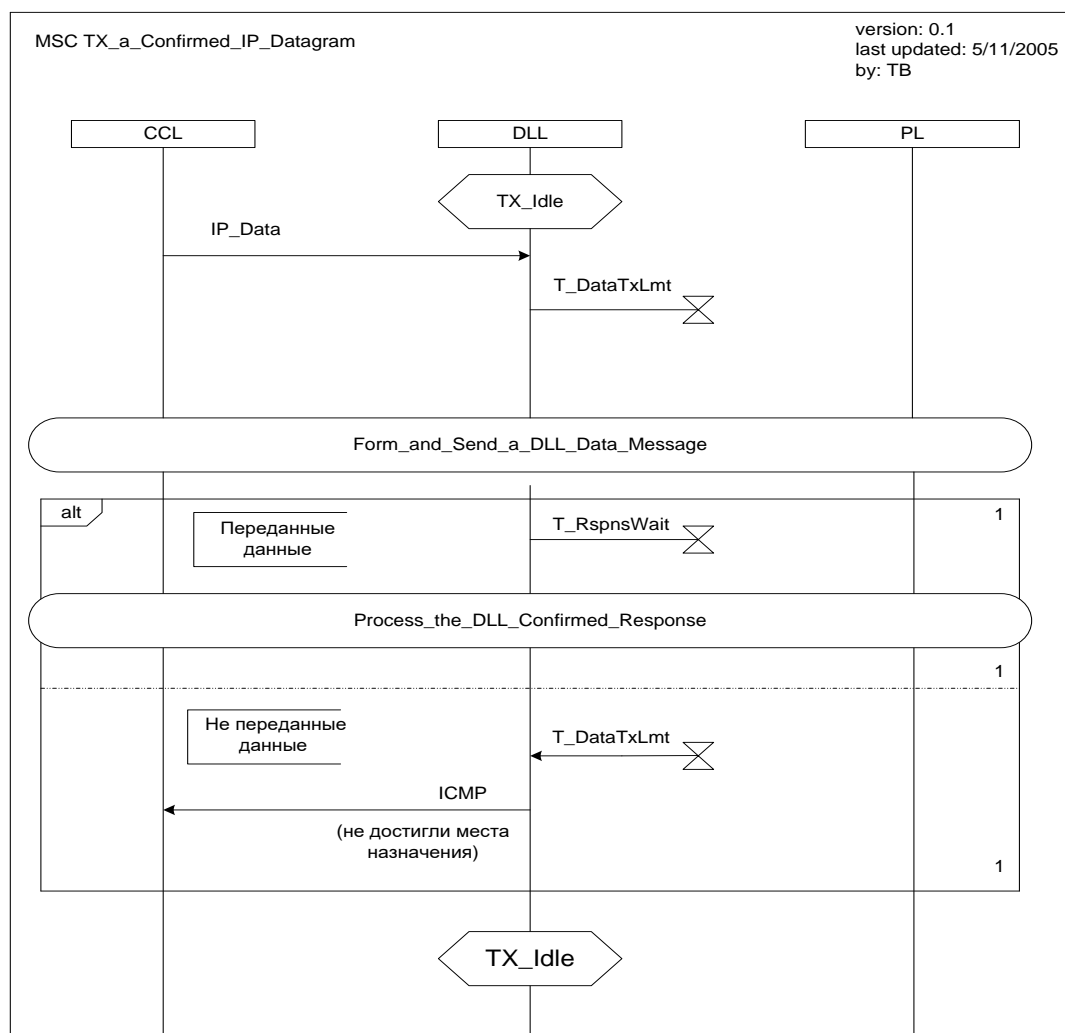 MSC TX_a_Confirmed_IP_Datagram
version: 0.1
last updated: 5/11/2005
by: TB
CCL
DLL
PL
TX_Idle
IP_Data
T_DataTxLmt
Form_and_Send_a_DLL_Data_Message
alt
1
Переданные
данные
T_RspnsWait
Process_the_DLL_Confirmed_Response
1
Не переданные
данные
T_DataTxLmt
ICMP
(не достигли места
назначения)
1
TX_Idle